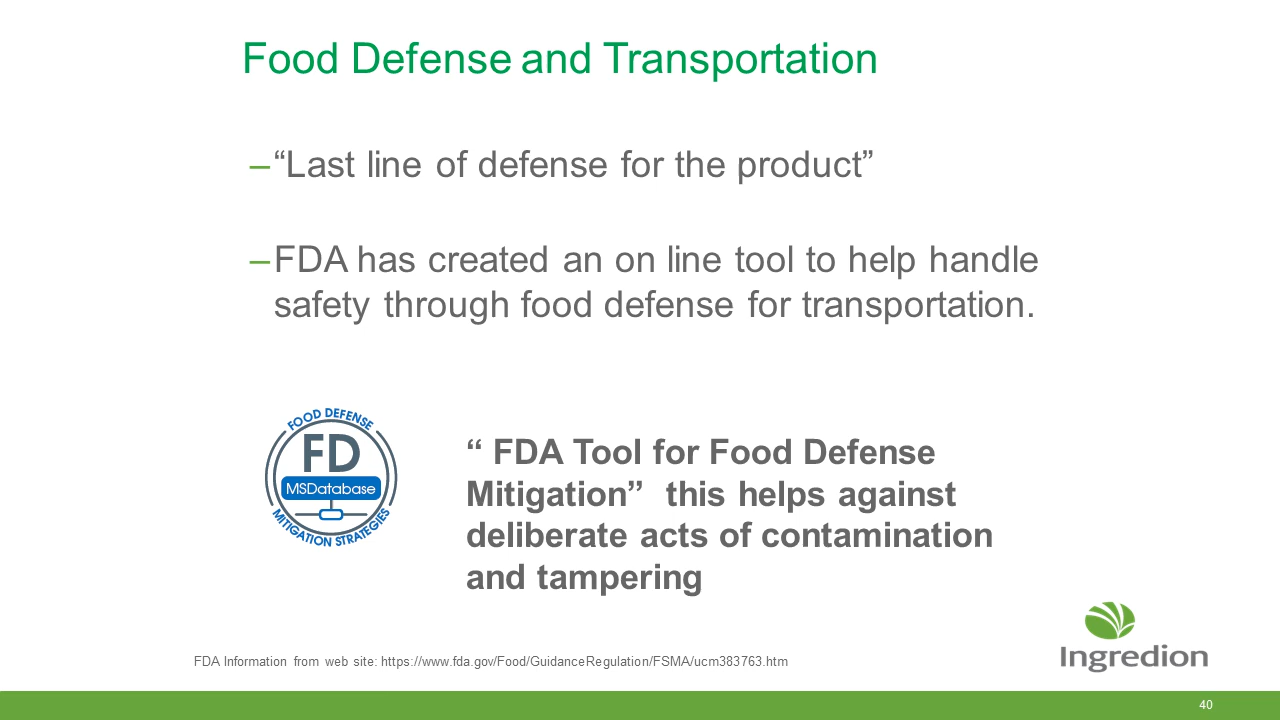 Food Defense and Transportation
–“Last line of defense for the product”
–FDA has created an on line tool to help handle
safety through food defense for transportation.
FOOD DEFENSE
FD
MSDatabase
MITIGATION STRATEGIES
“ FDA Tool for Food Defense
Mitigation” this helps against
deliberate acts of contamination
and tampering
Ingredion
FDA Information from web site: https://www.fda.gov/Food/GuidanceRegulation/FSMA/ucm383763.htm
40